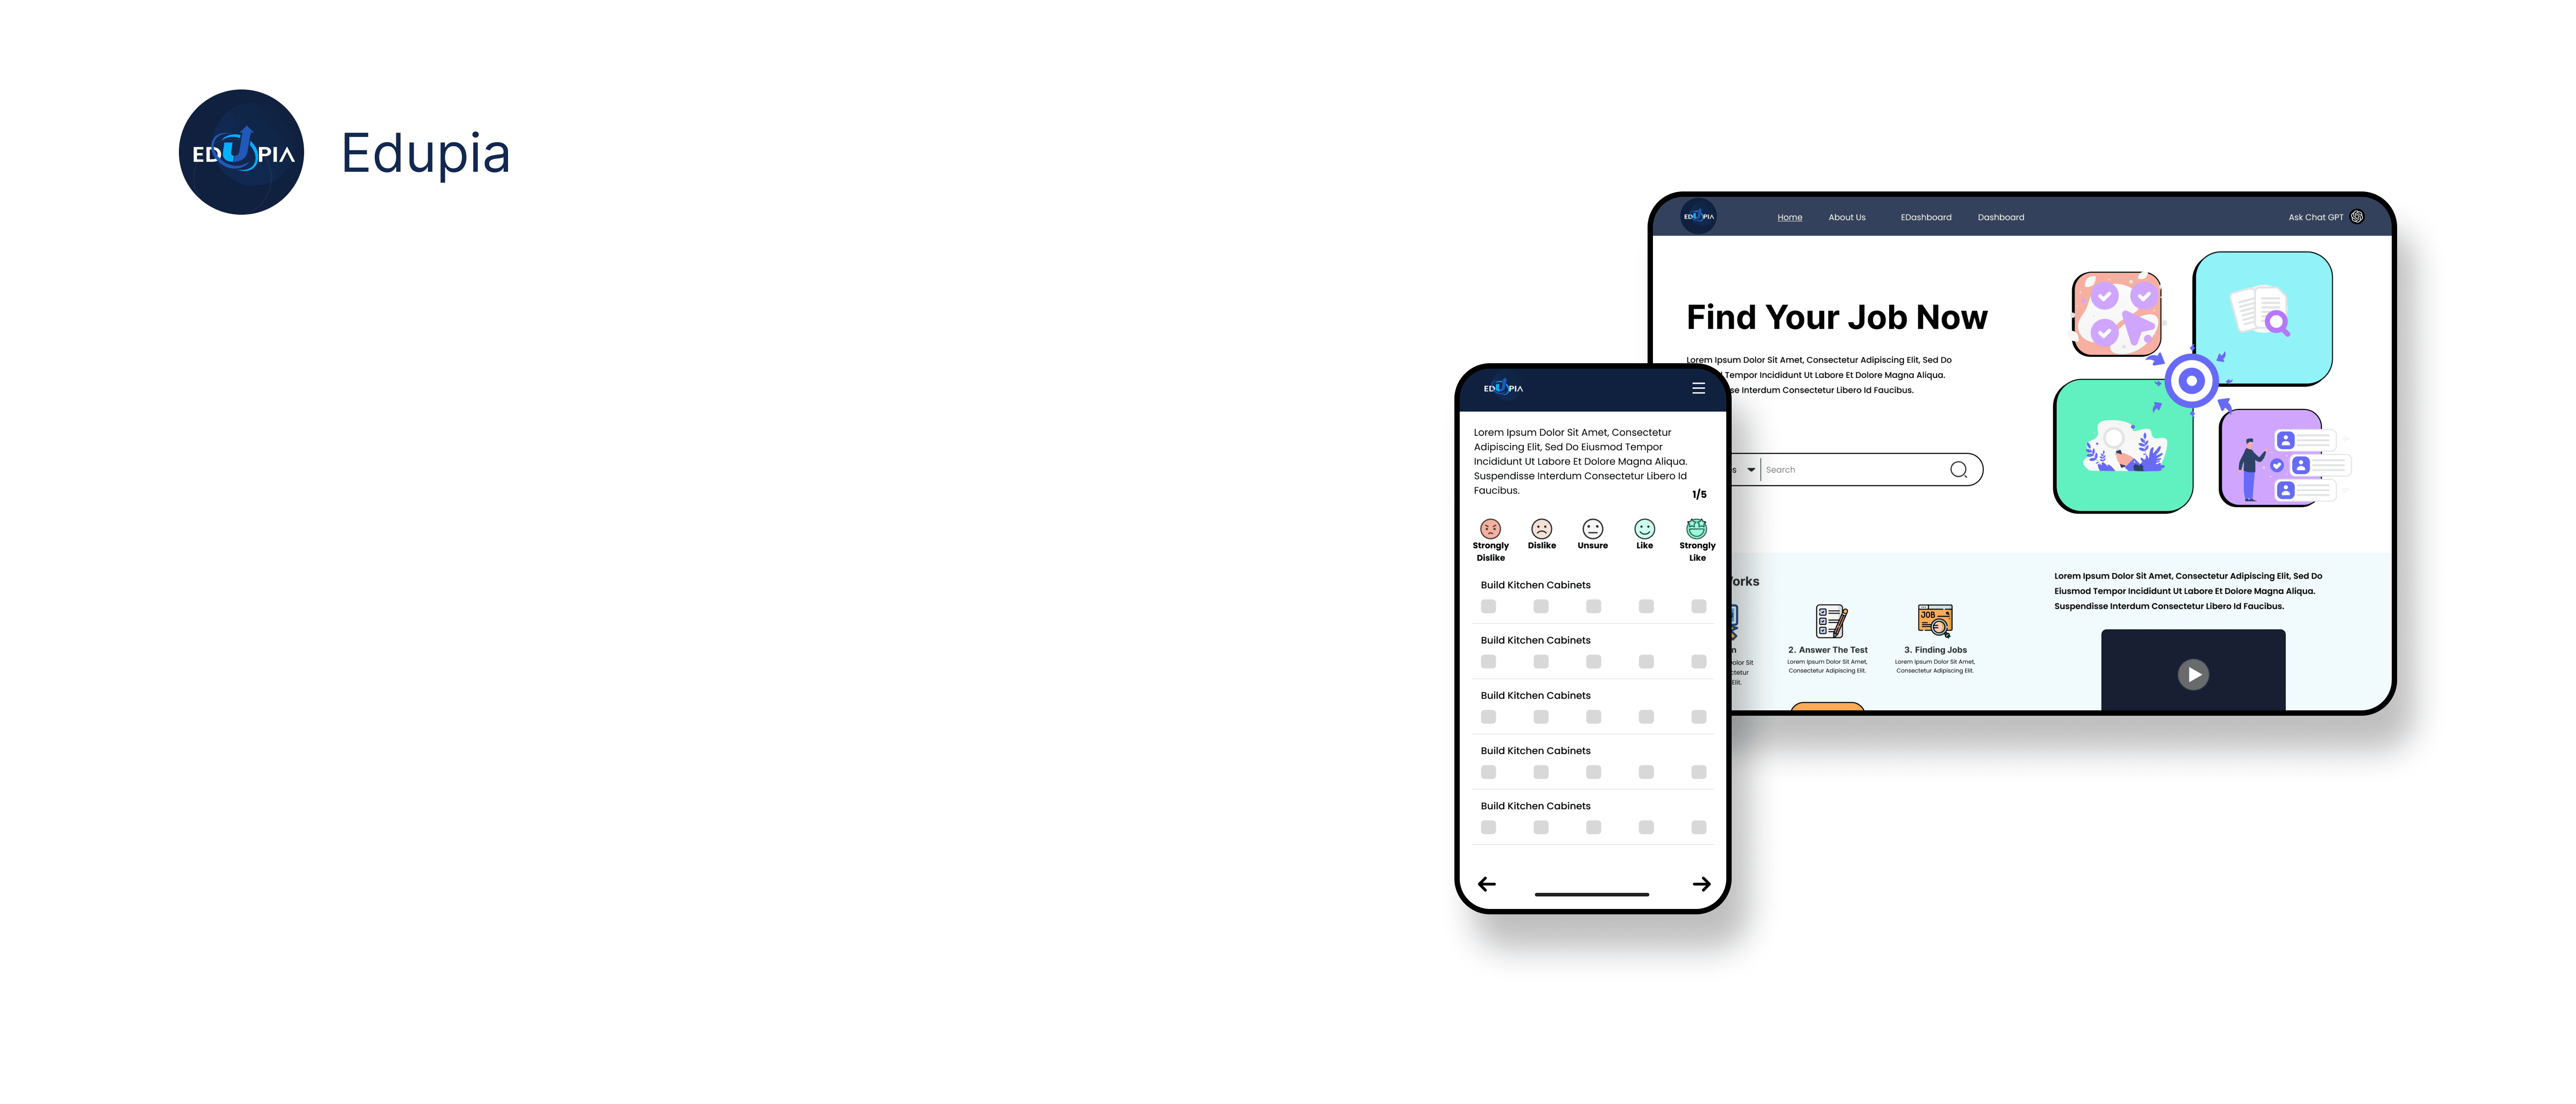 EDUPIA
Edupia
EDUPIA
Home
About Us
EDashboard
Dashboard
Ask Chat GPT
Find Your Job Now
Lorem Ipsum Dolor Sit Amet, Consectetur Adipiscing Elit, Sed Do
Tempor Incididunt Ut Labore Et Dolore Magna Aliqua.
Interdum Consectetur Libero Id Faucibus.
Search
2. Answer The Test
Lorem Ipsum Dolor Sit Amet,
Consectetur Adipiscing Elit.
3. Finding Jobs
JOB
Lorem Ipsum Dolor Sit Amet,
Consectetur Adipiscing Elit.
Sit
Elit.
Lorem Ipsum Dolor Sit Amet, Consectetur Adipiscing Elit, Sed Do
Eiusmod Tempor Incididunt Ut Labore Et Dolore Magna Aliqua.
Suspendisse Interdum Consectetur Libero Id Faucibus.
EDUPIA
Lorem Ipsum Dolor Sit Amet, Consectetur
Adipiscing Elit, Sed Do Eiusmod Tempor
Incididunt Ut Labore Et Dolore Magna Aliqua.
Suspendisse Interdum Consectetur Libero Id
Faucibus.
1/5
Strongly
Dislike
Dislike
Unsure
Like
Strongly
Like
Build Kitchen Cabinets
Build Kitchen Cabinets
Build Kitchen Cabinets
Build Kitchen Cabinets
Build Kitchen Cabinets